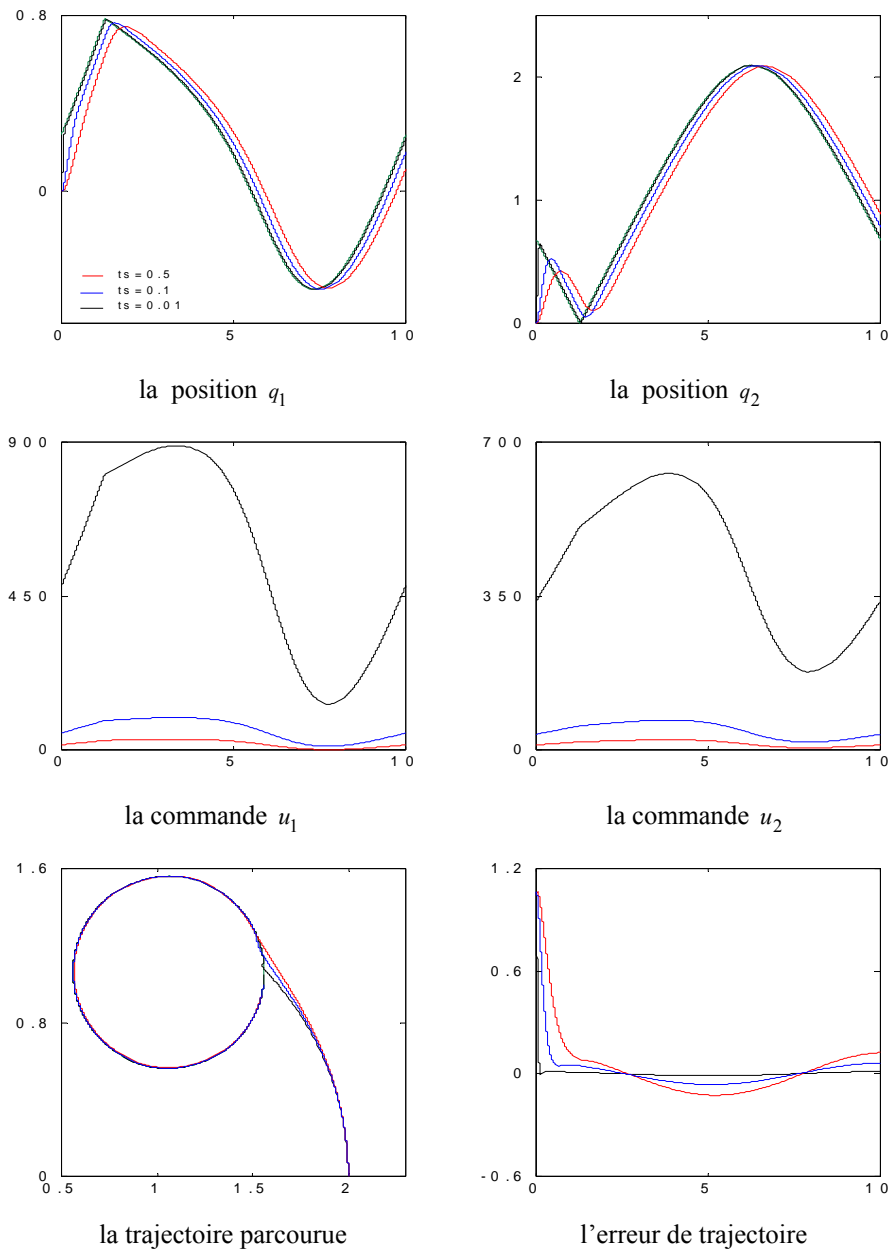 0.8
0
ts=0.5
ts=0.1
ts=0.01
0 5 10
la position q1
2
1
0
0 5 10
la position q2
900
450
0
0 5 10
la commande u1
700
350
0
0 5 10
la commande u2
1.6
0.8
0
0.5 1 1.5 2
la trajectoire parcourue
1.2
0.6
0
-0.6
0 5 10
l’erreur de trajectoire